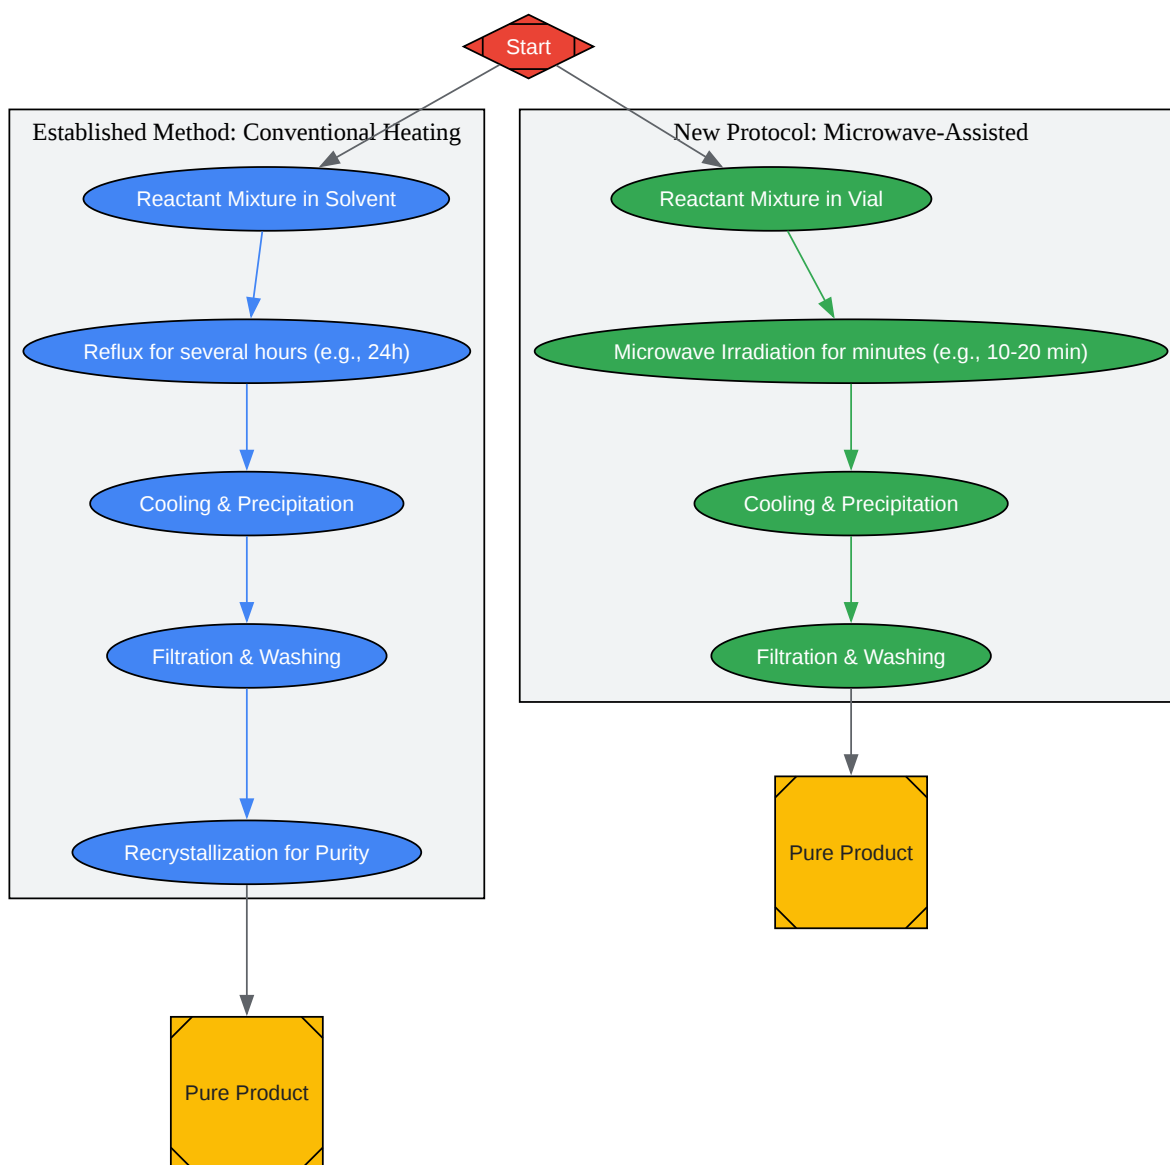 Start
Established Method: Conventional Heating
Reactant Mixture in Solvent
Reflux for several hours (e.g., 24h)
Cooling & Precipitation
Filtration & Washing
Recrystallization for Purity
Pure Product
New Protocol: Microwave-Assisted
Reactant Mixture in Vial
Microwave Irradiation for minutes (e.g., 10-20 min)
Cooling & Precipitation
Filtration & Washing
Pure Product